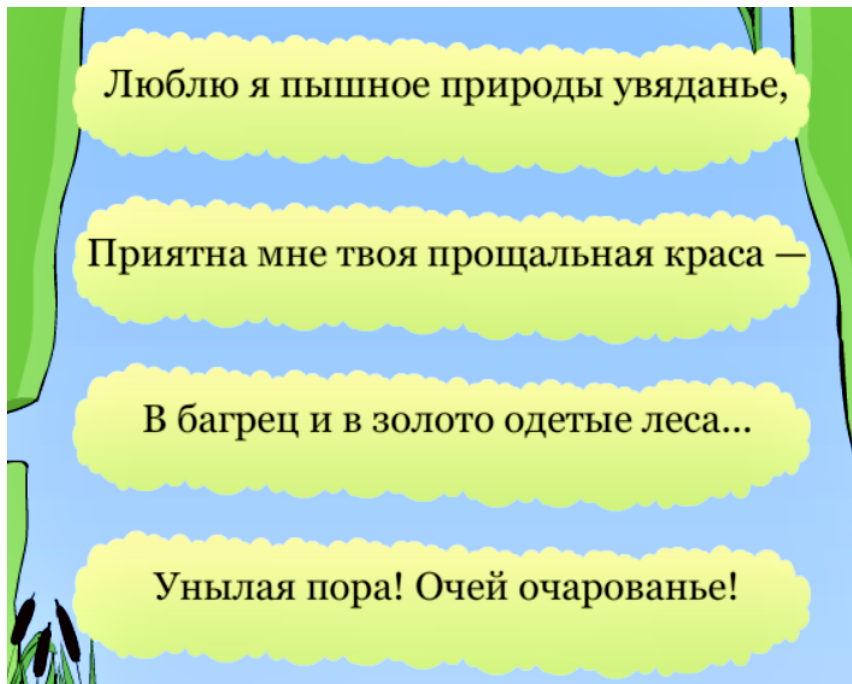 Люблю я пышное природы увяданье,
Приятна мне твоя прощальная краса —
В багрец и в золото одетые леса...
Унылая пора! Очей очарованье!